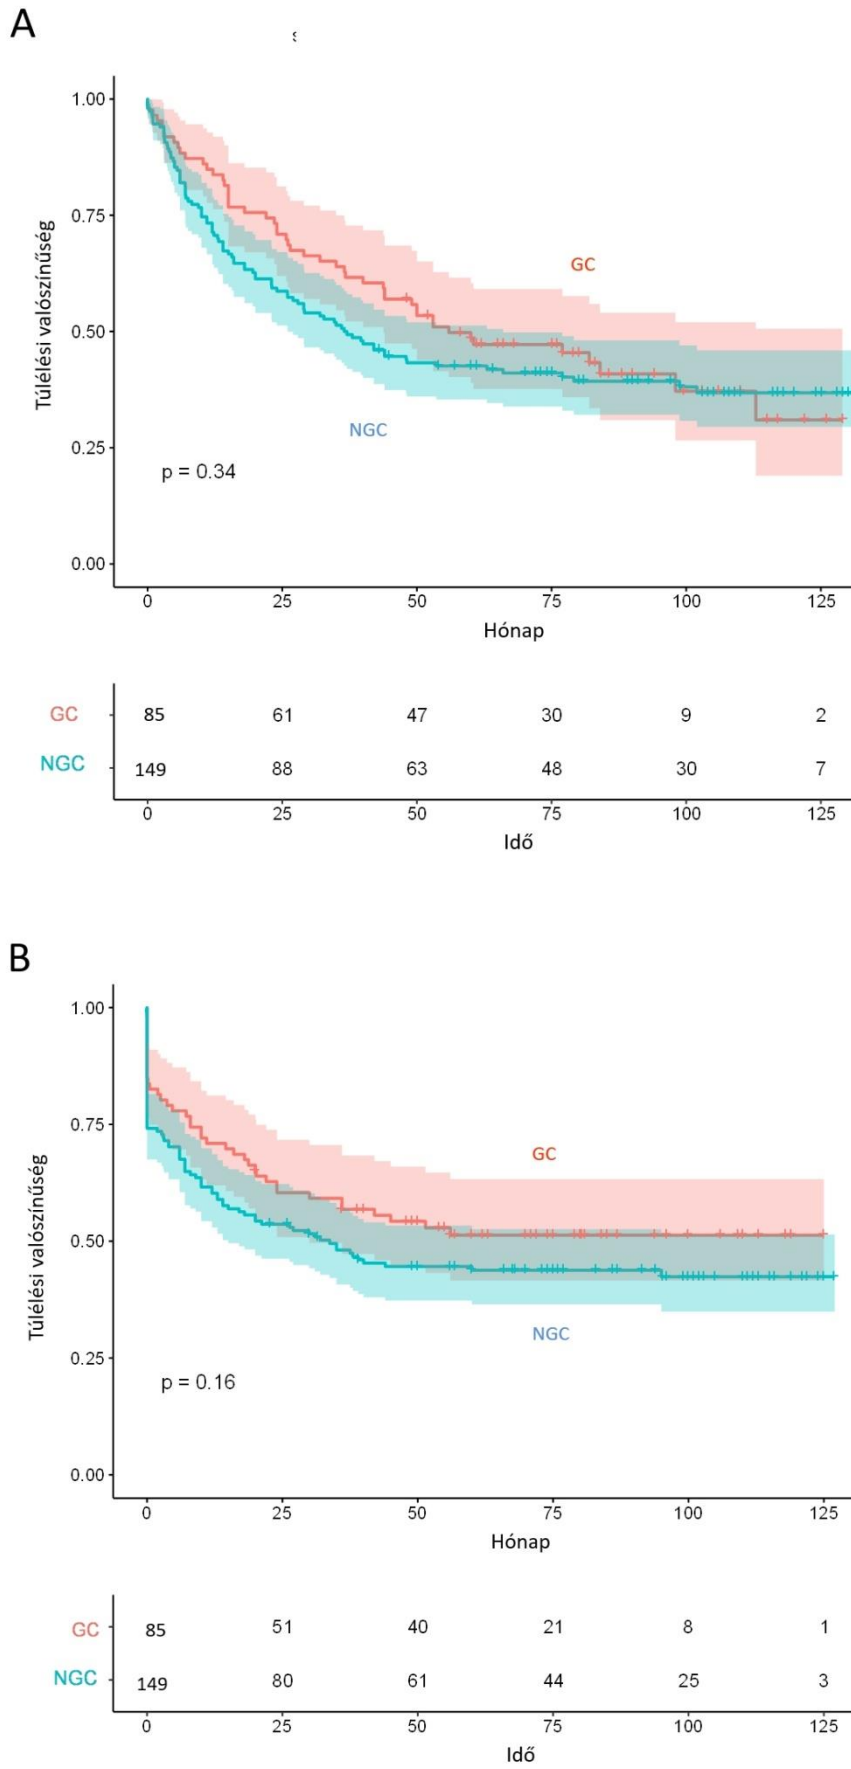 A
1.00
0.75
0.50
0.25
0.00
Túlélési valószínűség
GC
NGC
p = 0.34
0 25 50 75 100 125
Hónap
GC 85 61 47 30 9 2
NGC 149 88 63 48 30 7
0 25 50 75 100 125
Idő
B
1.00
0.75
0.50
0.25
0.00
Túlélési valószínűség
GC
NGC
p = 0.16
0 25 50 75 100 125
Hónap
GC 85 51 40 21 8 1
NGC 149 80 61 44 25 3
0 25 50 75 100 125
Idő